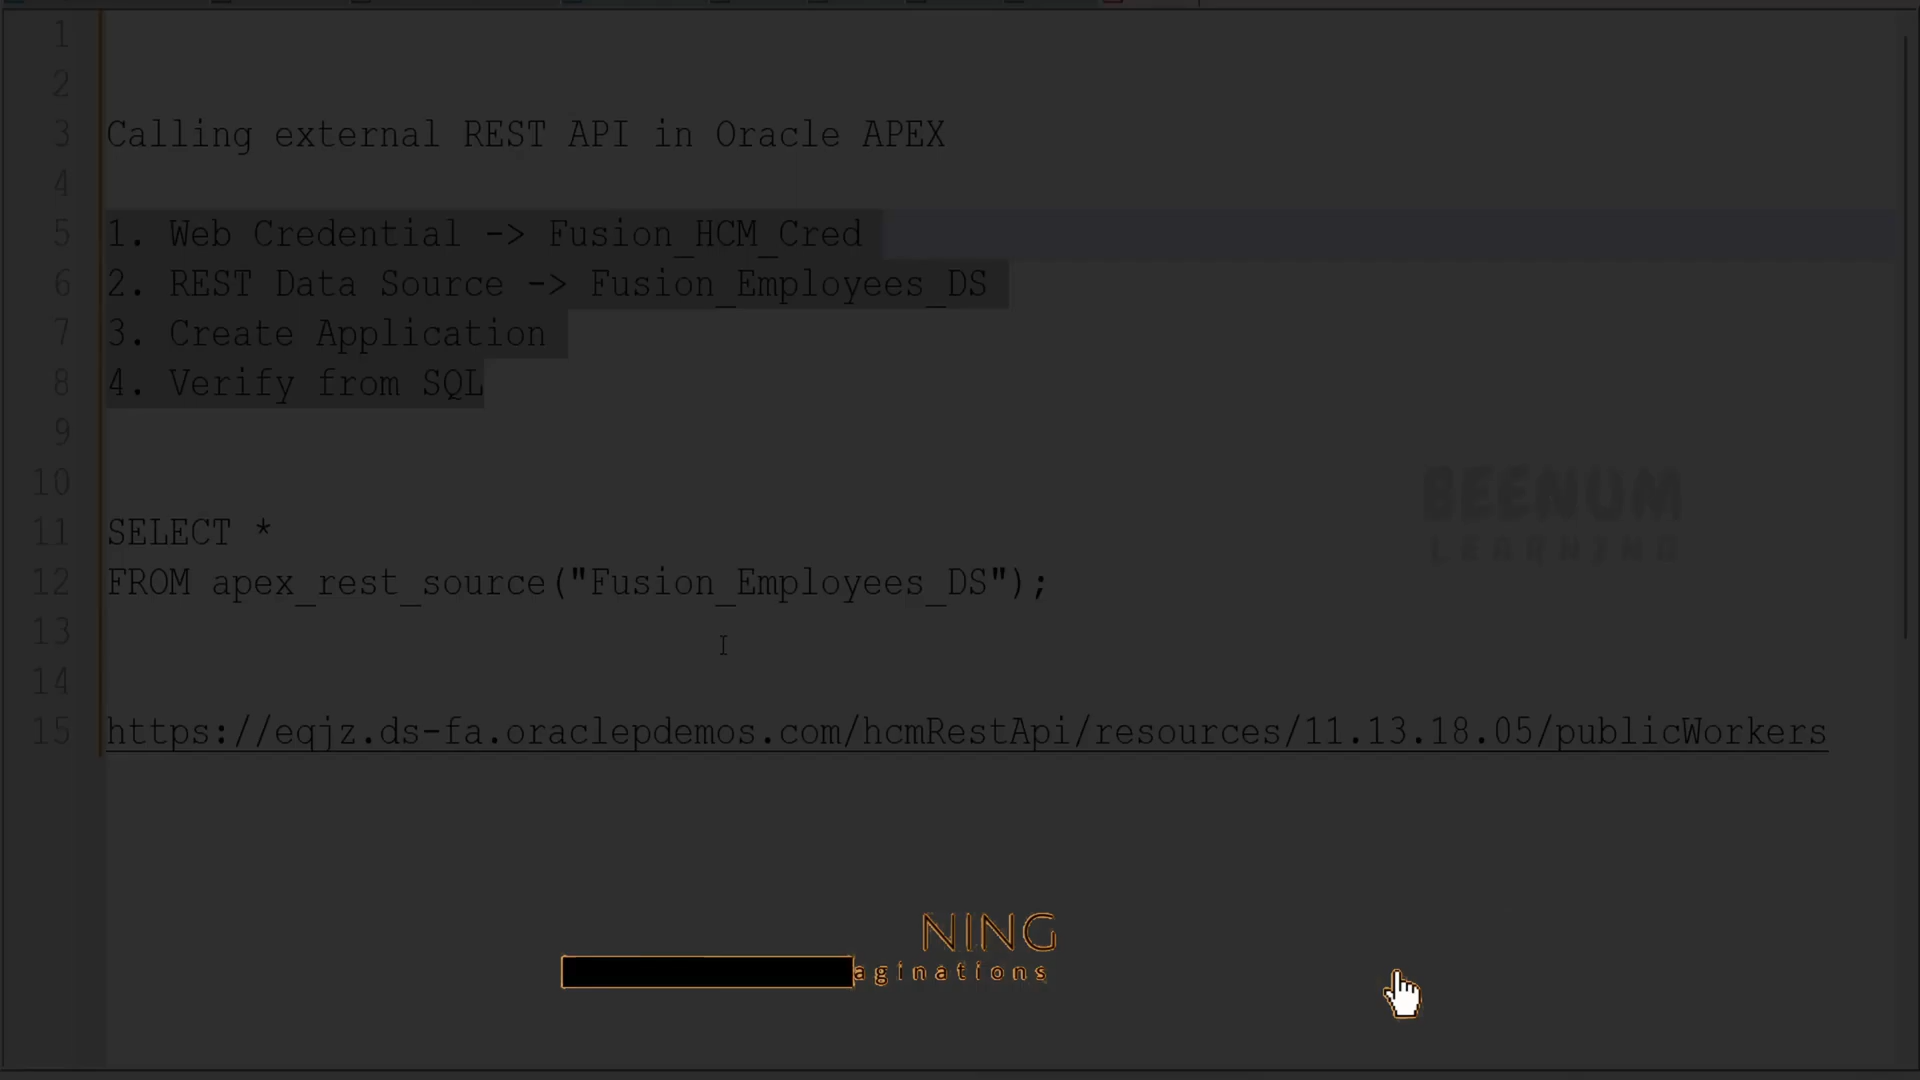 1
2
3 Calling external REST API in Oracle APEX
4
5 1. Web Credential -> Fusion_HCM_Cred
6 2. REST Data Source -> Fusion_Employees_DS
7 3. Create Application
8 4. Verify from SQL
9
10
11 SELECT *
12 FROM apex_rest_source("Fusion_Employees_DS");
13
14
15 https://eqjz.ds-fa.oraclepdemos.com/hcmRestApi/resources/11.13.18.05/publicWorkers
BEENUM
LEARNING
NING
aginations